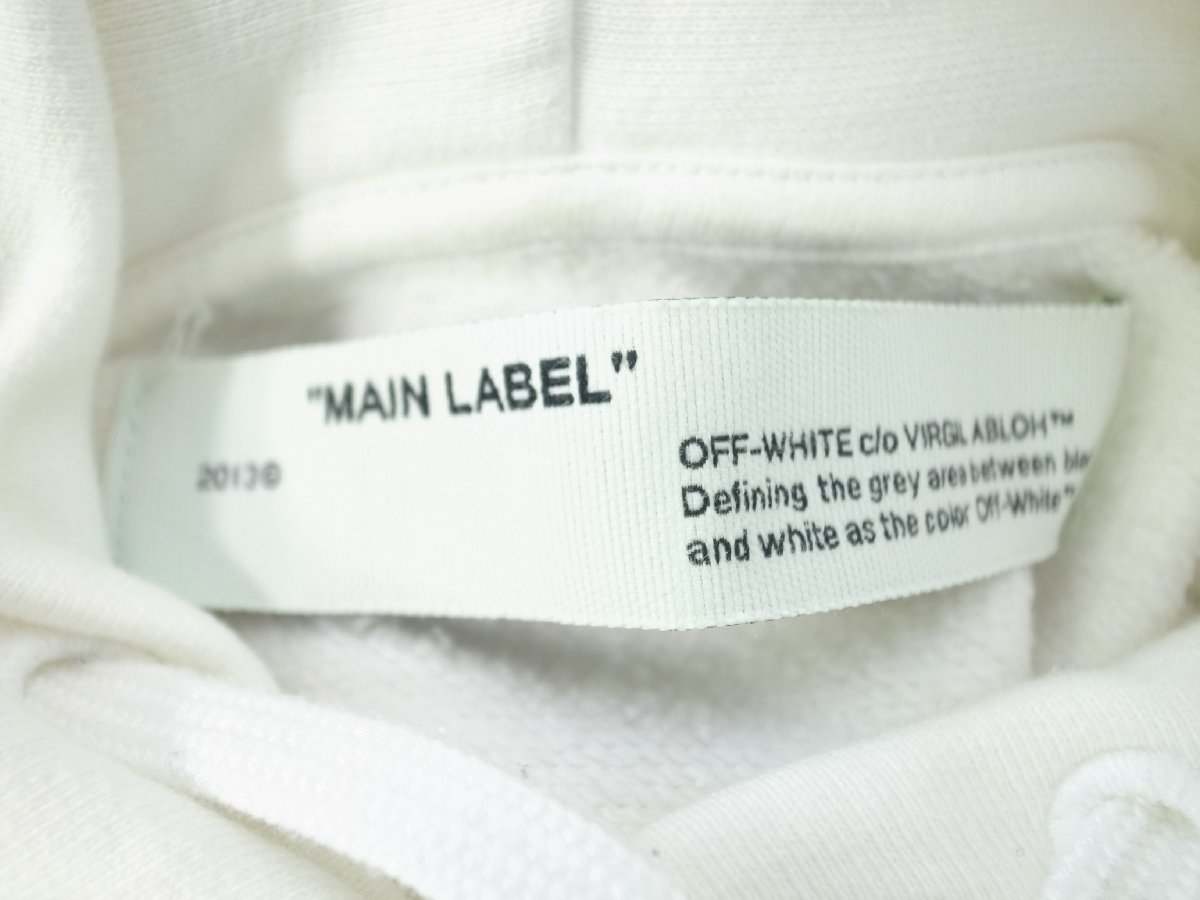 "MAIN LABEL"
2013©
OFF-WHITE c/o VIRGIL ABLOH™
Defining the grey area between
and white as the color Off-White™